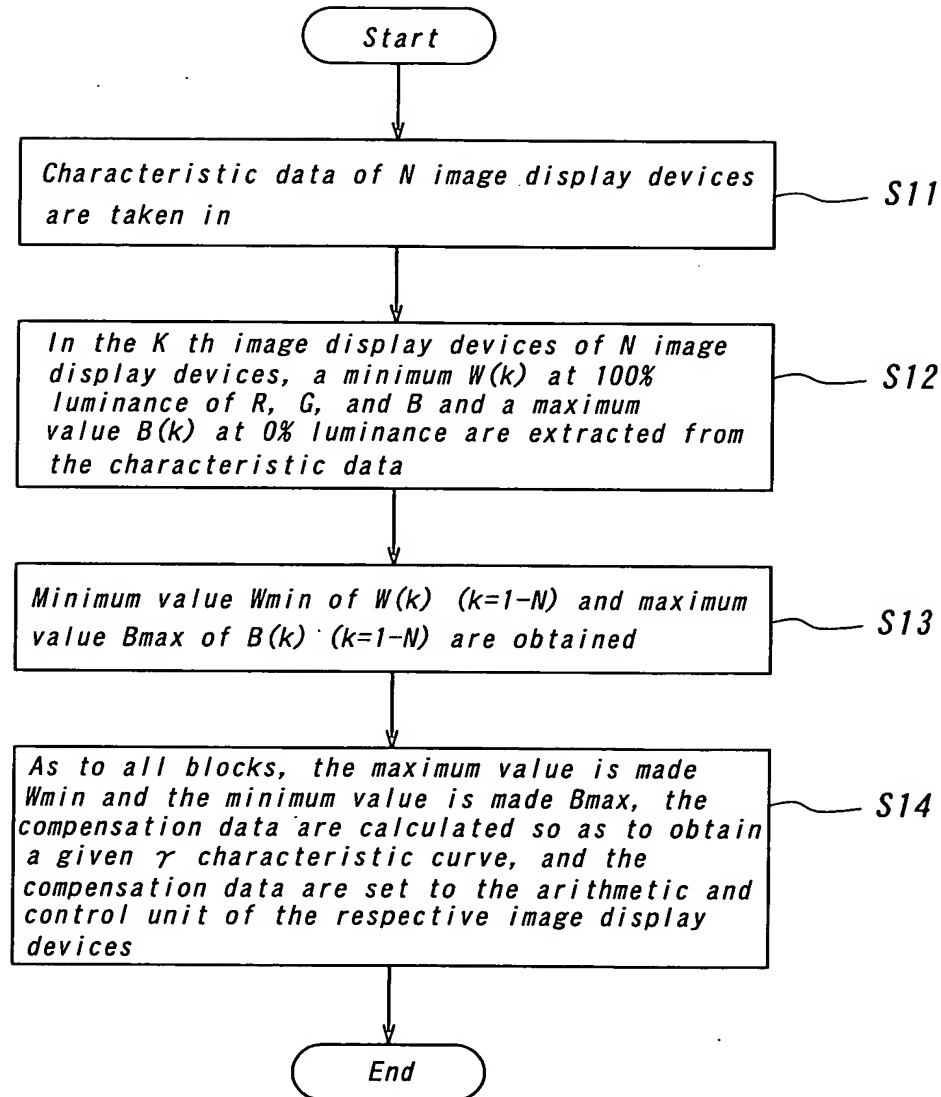 Start
Characteristic data of N image display devices
are taken in
S11
In the K th image display devices of N image
display devices, a minimum W(k) at 100%
luminance of R, G, and B and a maximum
value B(k) at 0% luminance are extracted from
the characteristic data
S12
Minimum value Wmin of W(k) (k=1-N) and maximum
value Bmax of B(k) (k=1-N) are obtained
S13
As to all blocks, the maximum value is made
Wmin and the minimum value is made Bmax, the
compensation data are calculated so as to obtain
a given γ characteristic curve, and the
compensation data are set to the arithmetic and
control unit of the respective image display
devices
S14
End